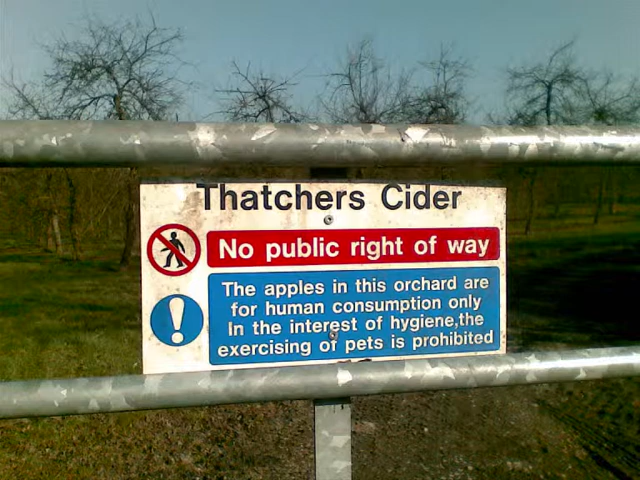 Thatchers Cider
No public right of way
The apples in this orchard are
for human consumption only
In the interest of hygiene,the
exercising of pets is prohibited